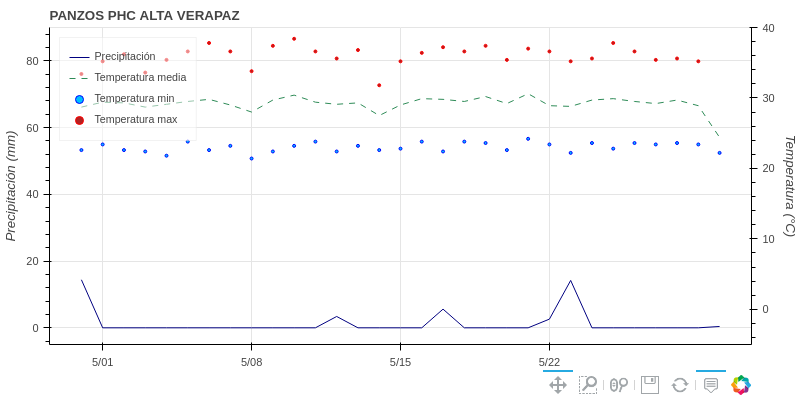 PANZOS PHC ALTA VERAPAZ
Precipitación
Temperatura media
Temperatura min
Temperatura max
Precipitación (mm)
80
60
40
20
0
Temperatura (°C)
40
30
20
10
0
5/01
5/08
5/15
5/22